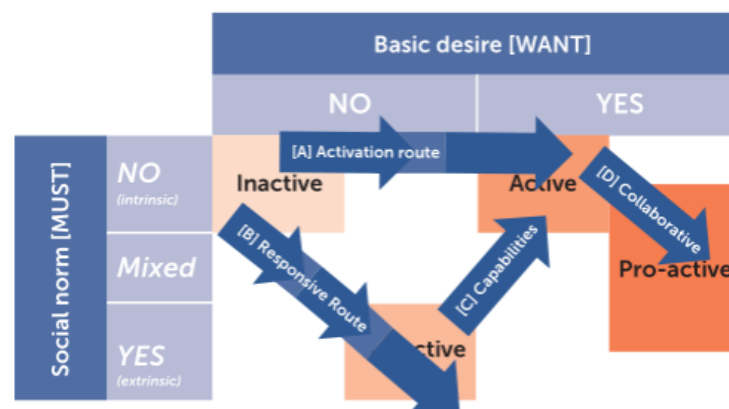 Basic desire [WANT]
NO
YES
Social norm [MUST]
NO
(intrinsic)
Mixed
YES
(extrinsic)
[A] Activation route
Inactive
Active
[D] Collaborative
[B] Responsive Route
[C] Capabilities
Pro-active
ctive